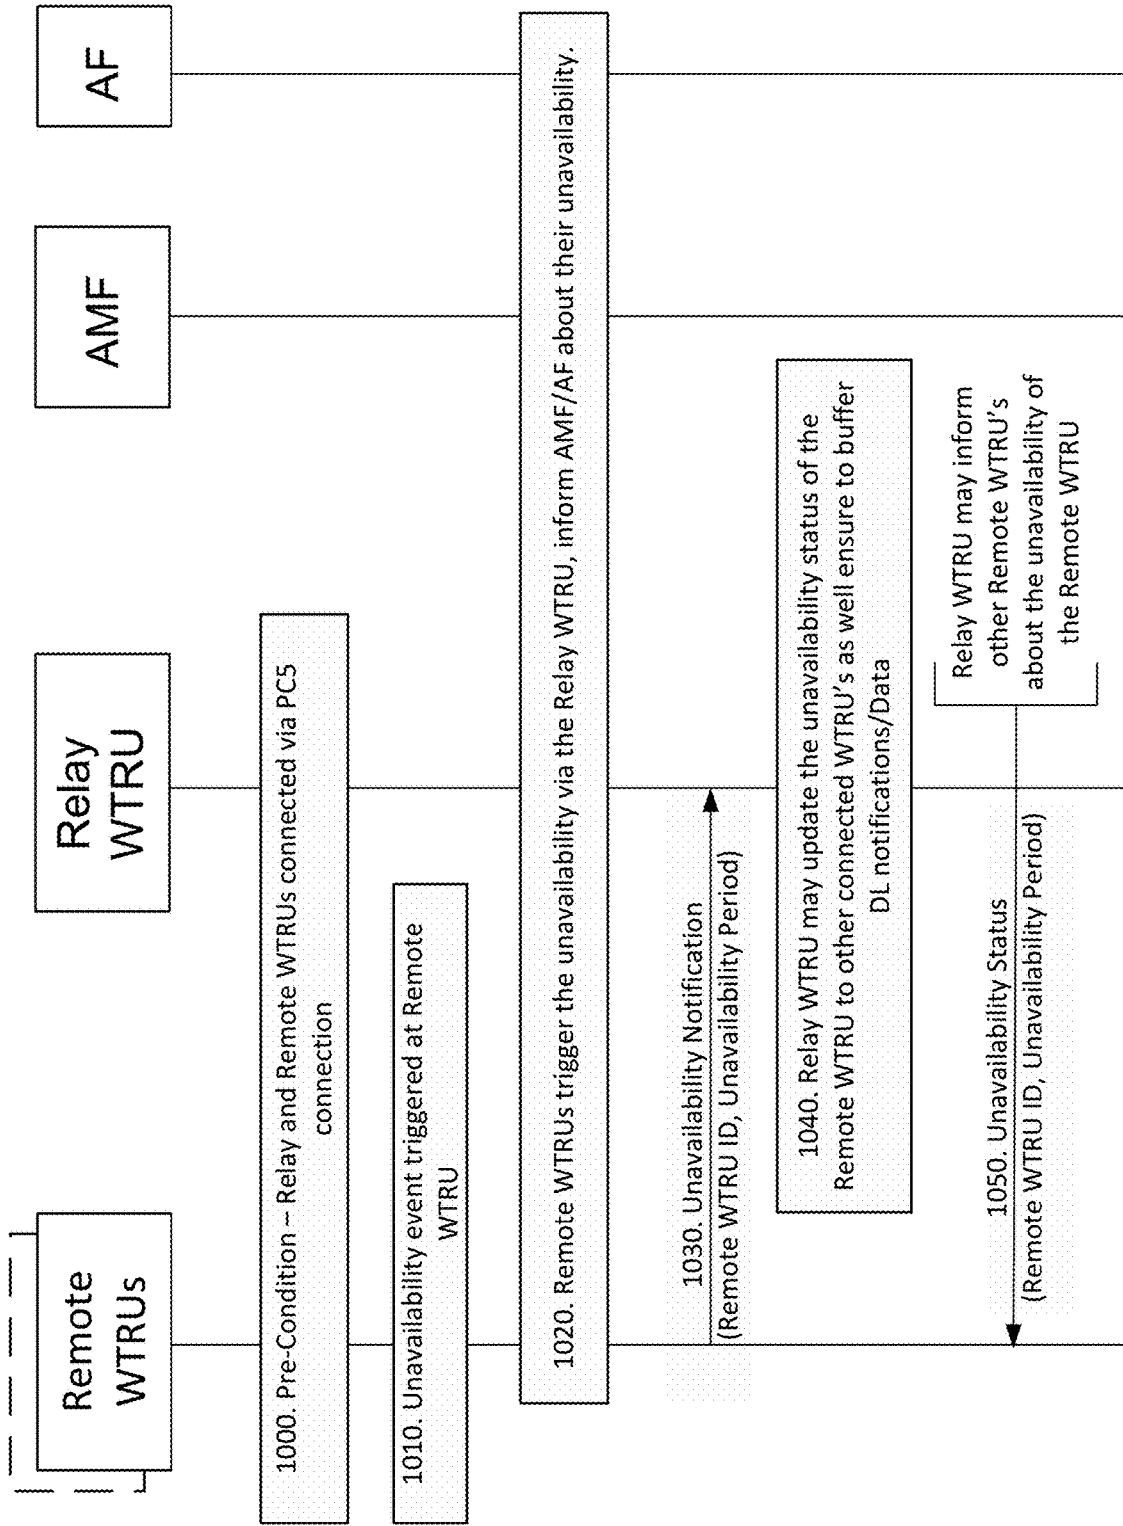 Remote
WTRUs
Relay
WTRU
AMF
AF
1000. Pre-Condition – Relay and Remote WTRUs connected via PC5
connection
1010. Unavailability event triggered at Remote
WTRU
1020. Remote WTRUs trigger the unavailability via the Relay WTRU, inform AMF/AF about their unavailability.
1030. Unavailability Notification
(Remote WTRU ID, Unavailability Period)
1040. Relay WTRU may update the unavailability status of the
Remote WTRU to other connected WTRU's as well ensure to buffer
DL notifications/Data
Relay WTRU may inform
other Remote WTRU's
about the unavailability of
the Remote WTRU
1050. Unavailability Status
(Remote WTRU ID, Unavailability Period)